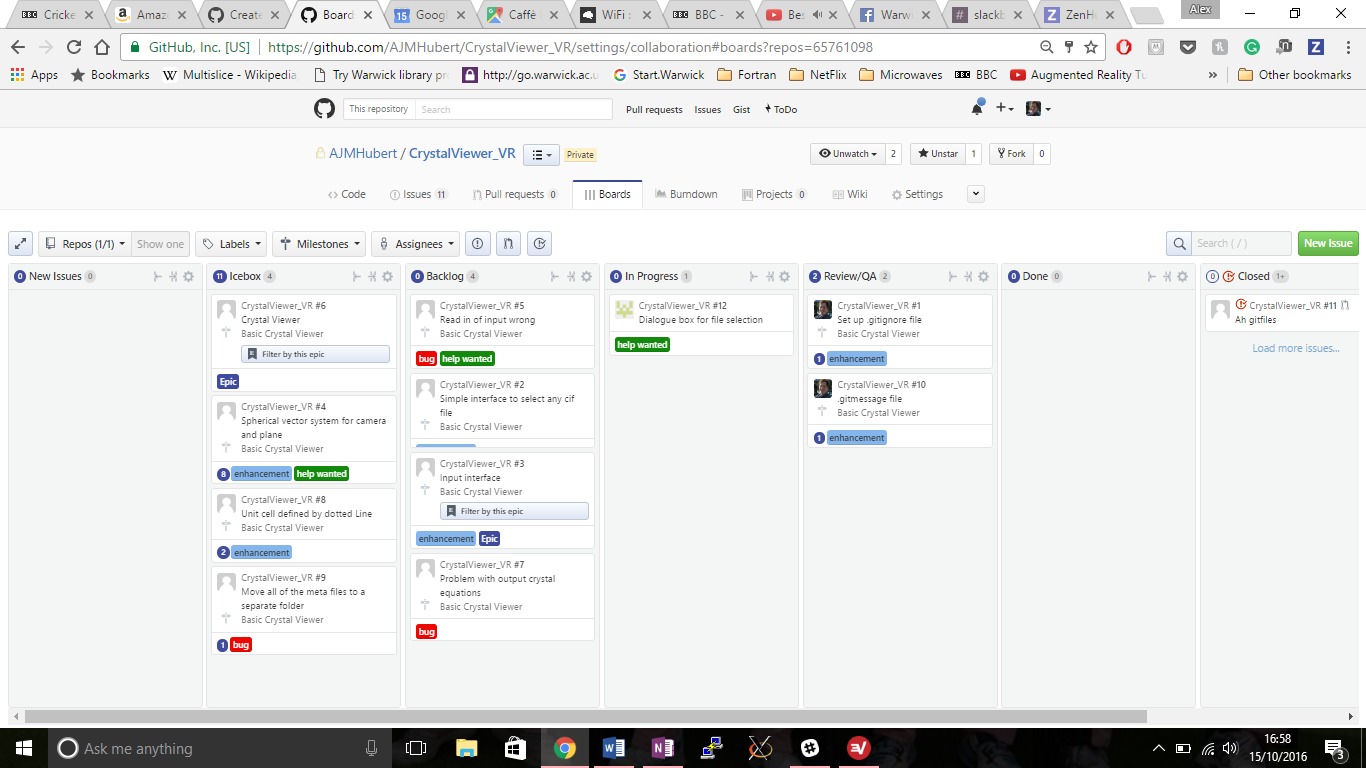 Cricke
Amazo
Create
Board
15
Googl
Caffè
WiFi :
BBC -
Bes
Warwi
slackb
ZenH
Alex
GitHub, Inc. [US]
https://github.com/AJMHubert/CrystalViewer_VR/settings/collaboration#boards?repos=65761098
Apps
Bookmarks
Multislice - Wikipedia,
Try Warwick library pr
http://go.warwick.ac.u
Start.Warwick
Fortran
NetFlix
Microwaves
BBC
Augmented Reality Tu
»
Other bookmarks
This repository
Search
Pull requests
Issues
Gist
ToDo
AJMHubert / CrystalViewer_VR
Private
Unwatch
2
Unstar
1
Fork
0
Code
Issues 11
Pull requests 0
Boards
Burndown
Projects 0
Wiki
Settings
Repos (1/1)
Show one
Labels
Milestones
Assignees
Search ( / )
New Issue
0 New Issues 0
11 Icebox 4
CrystalViewer_VR #6
Crystal Viewer
Basic Crystal Viewer
Filter by this epic
Epic
CrystalViewer_VR #4
Spherical vector system for camera
and plane
Basic Crystal Viewer
8 enhancement help wanted
CrystalViewer_VR #8
Unit cell defined by dotted Line
Basic Crystal Viewer
2 enhancement
CrystalViewer_VR #9
Move all of the meta files to a
separate folder
Basic Crystal Viewer
1 bug
0 Backlog 4
CrystalViewer_VR #5
Read in of input wrong
Basic Crystal Viewer
bug help wanted
CrystalViewer_VR #2
Simple interface to select any cif
file
Basic Crystal Viewer
CrystalViewer_VR #3
Input interface
Basic Crystal Viewer
Filter by this epic
enhancement Epic
CrystalViewer_VR #7
Problem with output crystal
equations
Basic Crystal Viewer
bug
0 In Progress 1
CrystalViewer_VR #12
Dialogue box for file selection
help wanted
2 Review/QA 2
CrystalViewer_VR #1
Set up .gitignore file
Basic Crystal Viewer
1 enhancement
CrystalViewer_VR #10
.gitmessage file
Basic Crystal Viewer
1 enhancement
0 Done 0
0 Closed 1+
CrystalViewer_VR #11
Ah gitfiles
Load more issues...
Ask me anything
16:58
15/10/2016
3